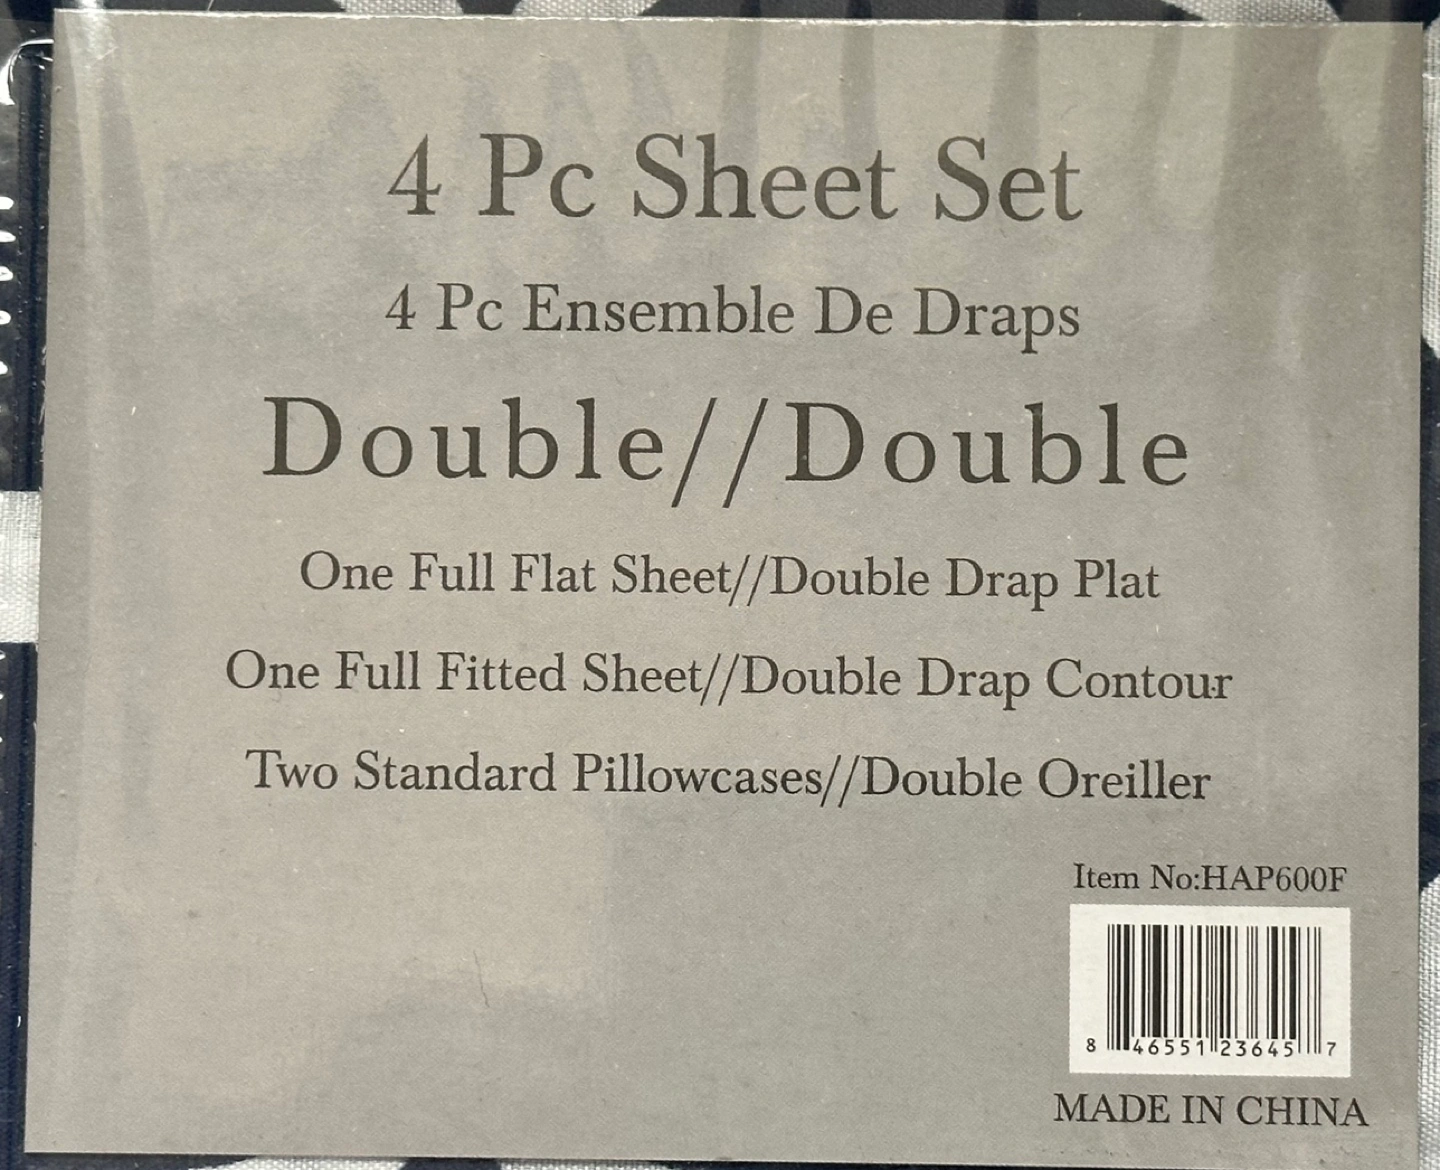 4 Pc Sheet Set
4 Pc Ensemble De Draps
Double//Double
One Full Flat Sheet//Double Drap Plat
One Full Fitted Sheet//Double Drap Contour
Two Standard Pillowcases//Double Oreiller
Item No:HAP600F
8 46551 23645 7
MADE IN CHINA